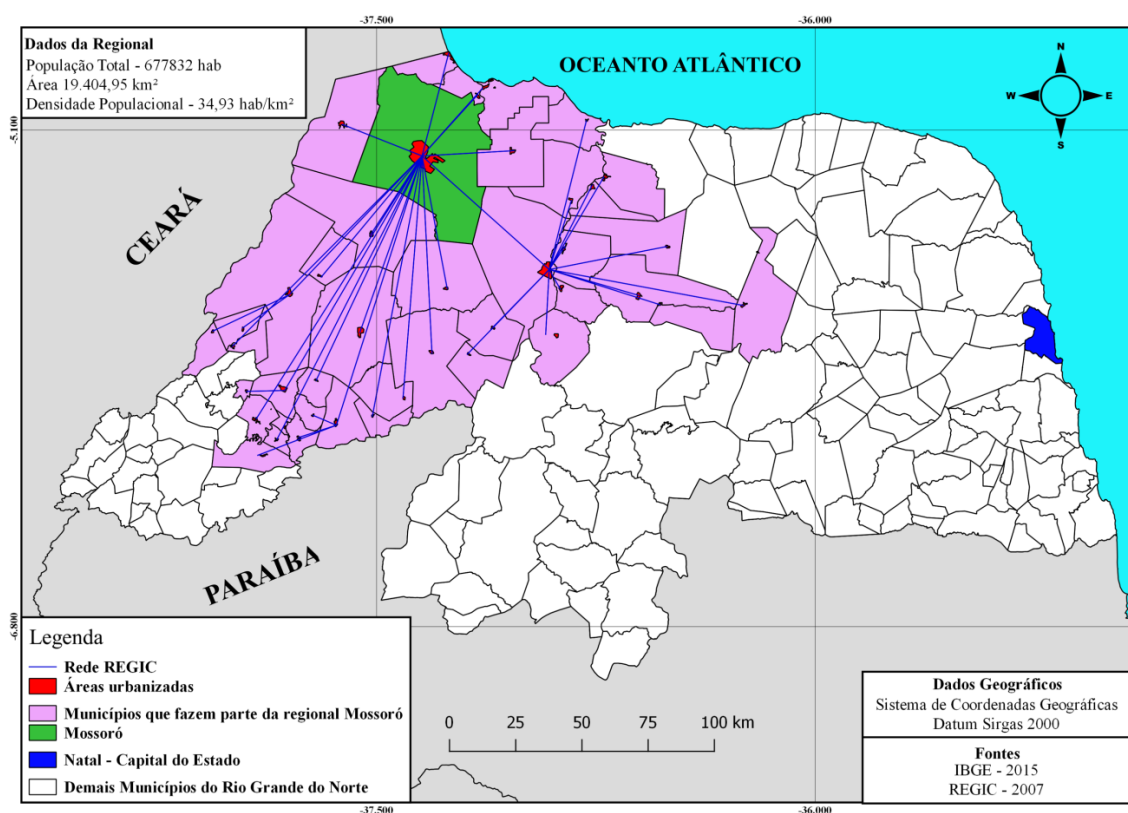 -37.500
-36.000
Dados da Regional
População Total - 677832 hab
Área 19.404,95 km²
Densidade Populacional - 34,93 hab/km²
OCEANTO ATLÂNTICO
N
W
E
S
-5.100
-5.100
CEARÁ
PARAÍBA
-6.800
-6.800
Legenda
Rede REGIC
Áreas urbanizadas
Municípios que fazem parte da regional Mossoró
Mossoró
Natal - Capital do Estado
Demais Municípios do Rio Grande do Norte
0 25 50 75 100 km
Dados Geográficos
Sistema de Coordenadas Geográficas
Datum Sirgas 2000
Fontes
IBGE - 2015
REGIC - 2007
-37.500
-36.000